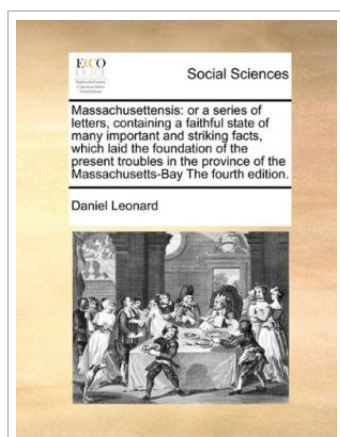 ECCO
Social Sciences
Massachusettensis: or a series of
letters, containing a faithful state of
many important and striking facts,
which laid the foundation of the
present troubles in the province of the
Massachusetts-Bay The fourth edition.
Daniel Leonard